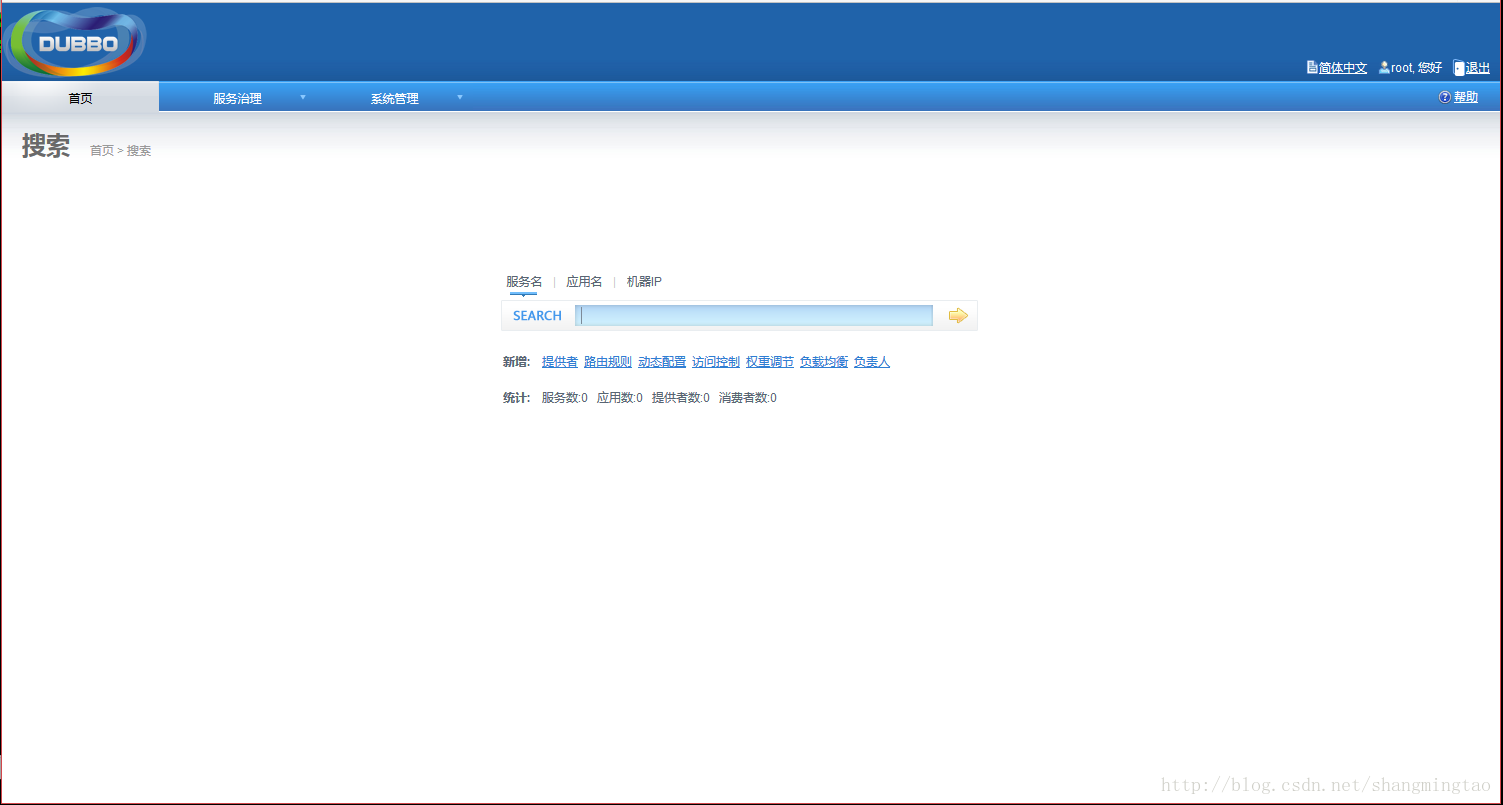 DUBBO
简体中文 root, 您好 退出
首页 服务治理 系统管理 帮助
搜索 首页 > 搜索
服务名 | 应用名 | 机器IP
SEARCH
新增: 提供者 路由规则 动态配置 访问控制 权重调节 负载均衡 负责人
统计: 服务数:0 应用数:0 提供者数:0 消费者数:0
http://blog.csdn.net/shangmingtao